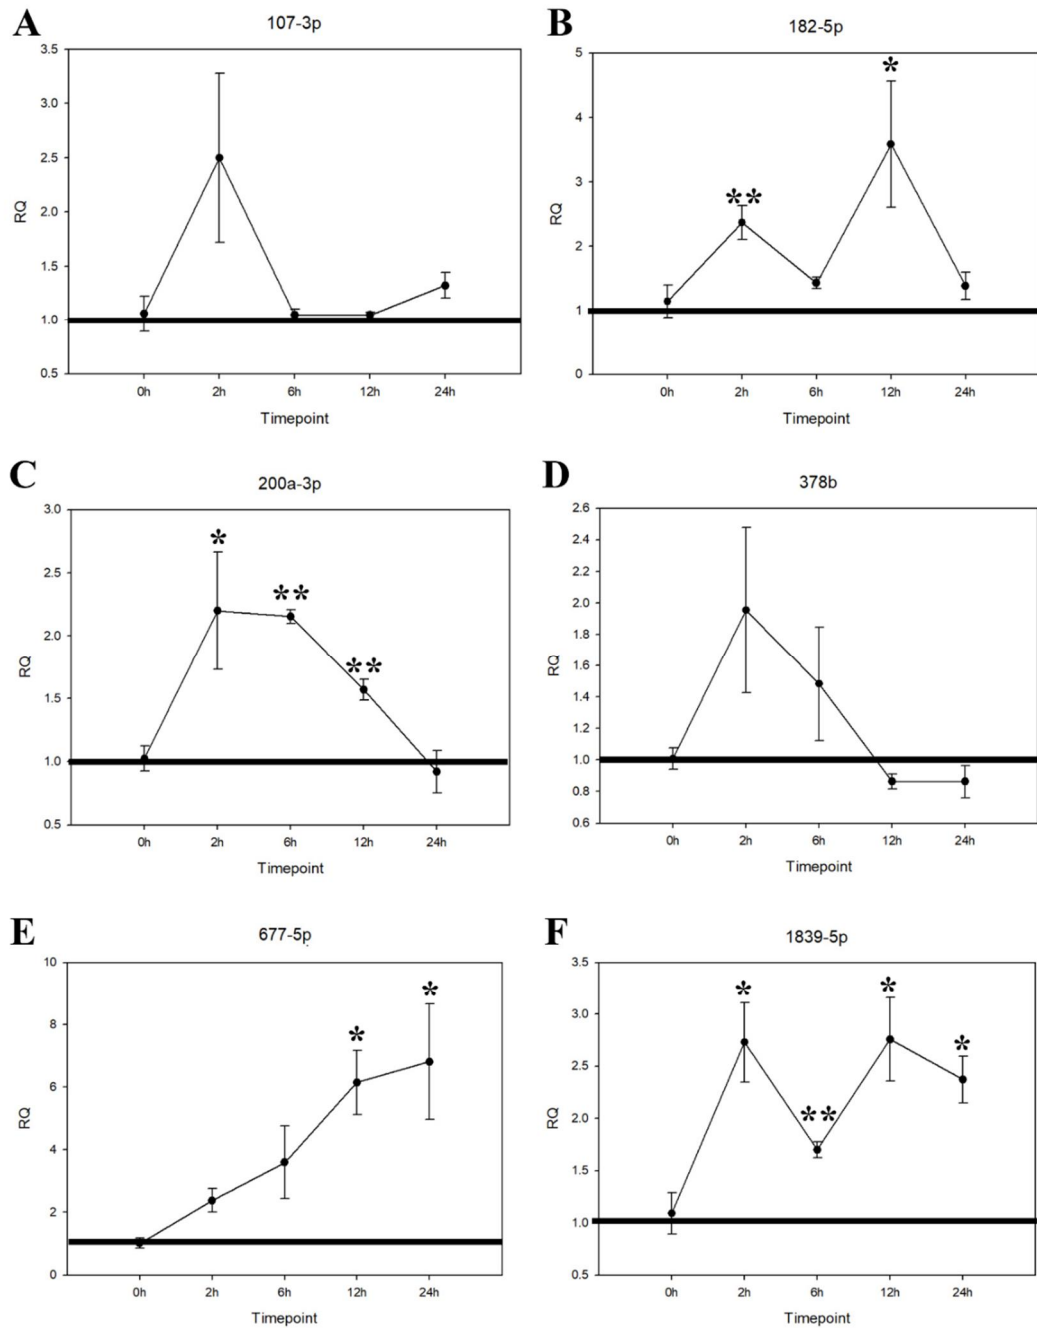 A
107-3p
3.5
3.0
2.5
2.0
1.5
1.0
0.5
RQ
0h 2h 6h 12h 24h
Timepoint
B
182-5p
*
**
5
4
3
2
1
0
RQ
0h 2h 6h 12h 24h
Timepoint
C
200a-3p
*
**
**
3.0
2.5
2.0
1.5
1.0
0.5
RQ
0h 2h 6h 12h 24h
Timepoint
D
378b
2.6
2.4
2.2
2.0
1.8
1.6
1.4
1.2
1.0
0.8
0.6
RQ
0h 2h 6h 12h 24h
Timepoint
E
677-5p
*
*
10
8
6
4
2
0
RQ
0h 2h 6h 12h 24h
Timepoint
F
1839-5p
*
*
*
**
3.5
3.0
2.5
2.0
1.5
1.0
0.5
RQ
0h 2h 6h 12h 24h
Timepoint